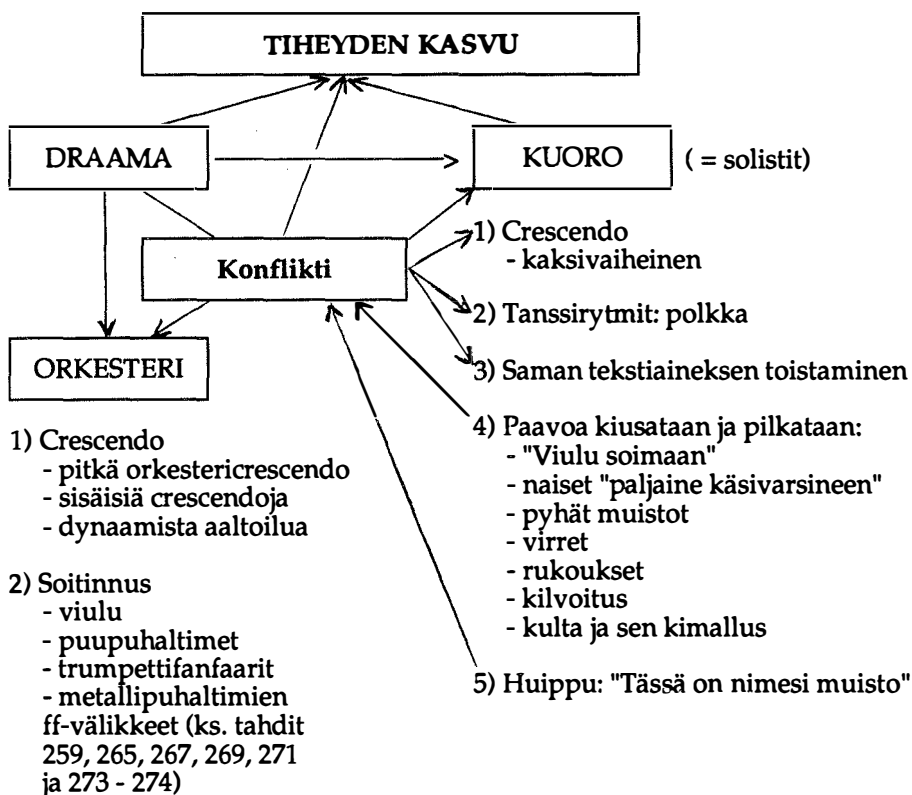 TIHEYDEN KASVU
DRAAMA
KUORO
( = solistit)
Konflikti
ORKESTERI
1) Crescendo
- kaksivaiheinen
2) Tanssirytmit: polkka
3) Saman tekstiaineksen toistaminen
4) Paavoa kiusataan ja pilkataan:
- "Viulu soimaan"
- naiset "paljaine käsivarsineen"
- pyhät muistot
- virret
- rukoukset
- kilvoitus
- kulta ja sen kimallus
5) Huippu: "Tässä on nimesi muisto"
1) Crescendo
- pitkä orkestericrescendo
- sisäisiä crescendoja
- dynaamista aaltoilua
2) Soitinnus
- viulu
- puupuhaltimet
- trumpettifanfaarit
- metallipuhaltimien
ff-välikkeet (ks. tahdit
259, 265, 267, 269, 271
ja 273 - 274)